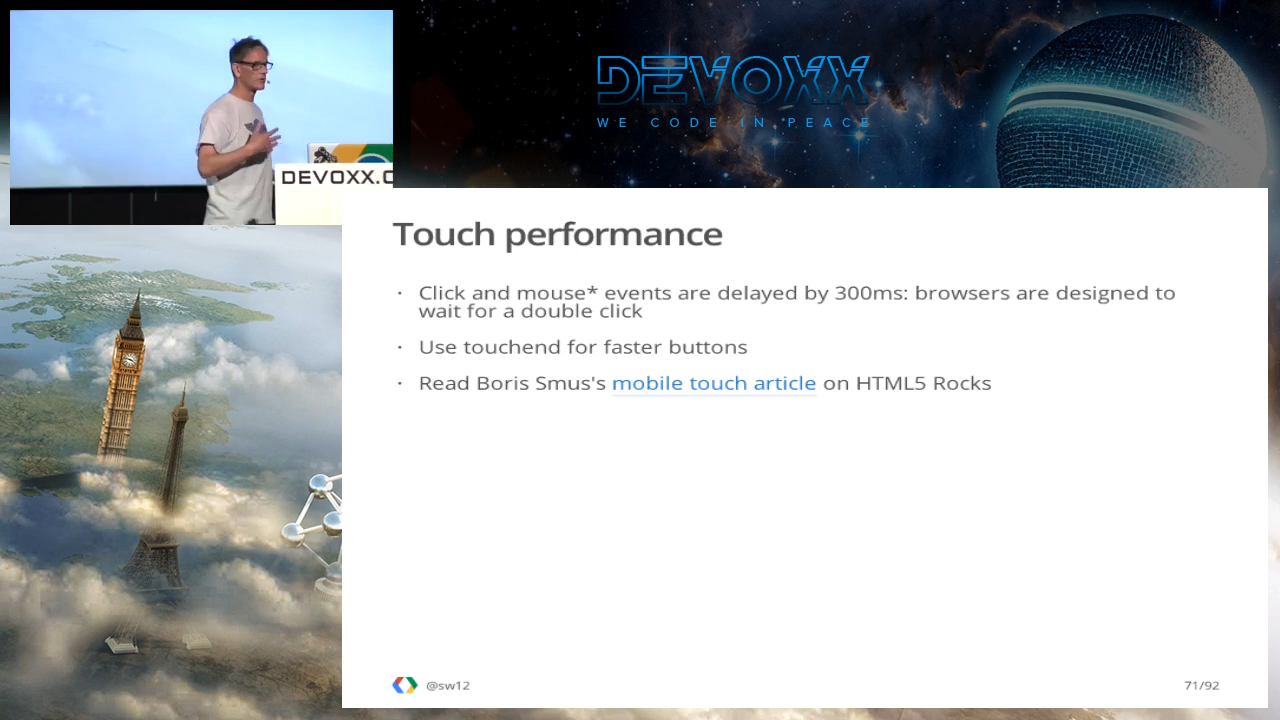 DEVOXX
WE CODE IN PEACE
DEVOXX.C
Touch performance
· Click and mouse* events are delayed by 300ms: browsers are designed to
wait for a double click
· Use touchend for faster buttons
· Read Boris Smus's mobile touch article on HTML5 Rocks
@sw12
71/92